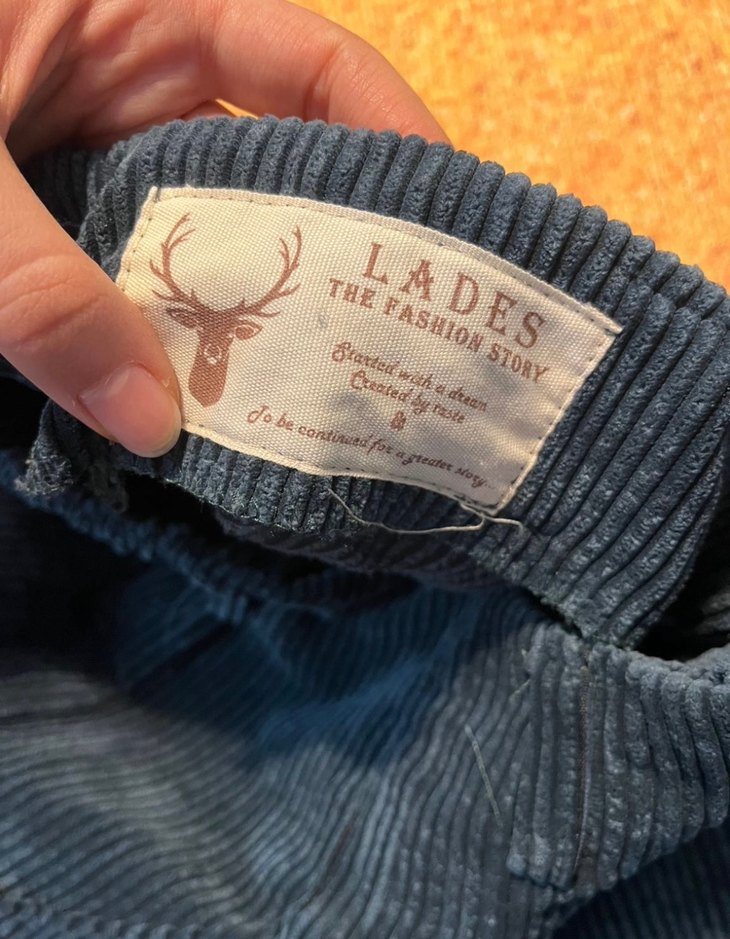 LADES
THE FASHION STORY
Started with a dream
Created by taste
&
To be continued for a greater story...